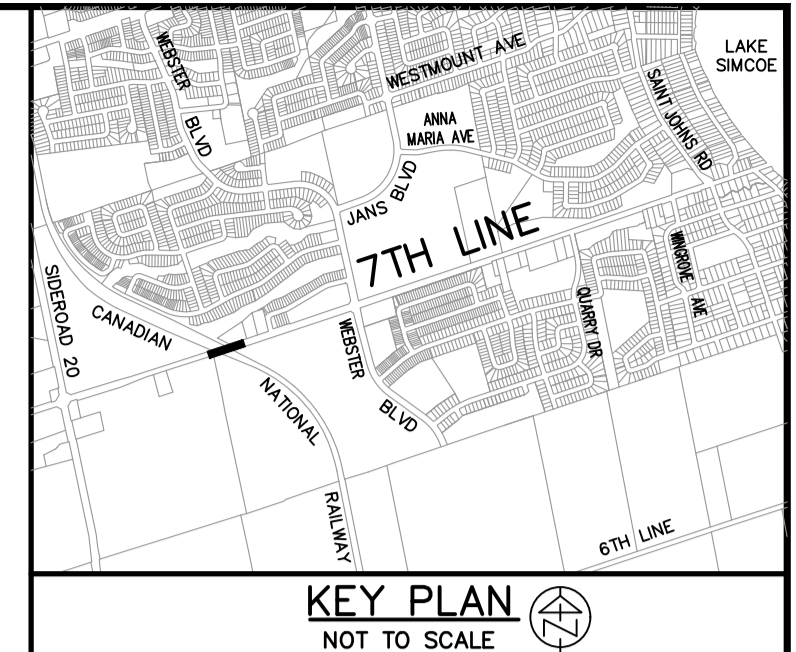 WEBSTER
BLVD
WESTMOUNT AVE
LAKE
SIMCOE
SAINT JOHNS RD
ANNA
MARIA AVE
JANS BLVD
7TH LINE
WINGROVE AVE
SIDEROAD 20
CANADIAN
NATIONAL
RAILWAY
WEBSTER
BLVD
QUARRY DR
6TH LINE
KEY PLAN
N
NOT TO SCALE